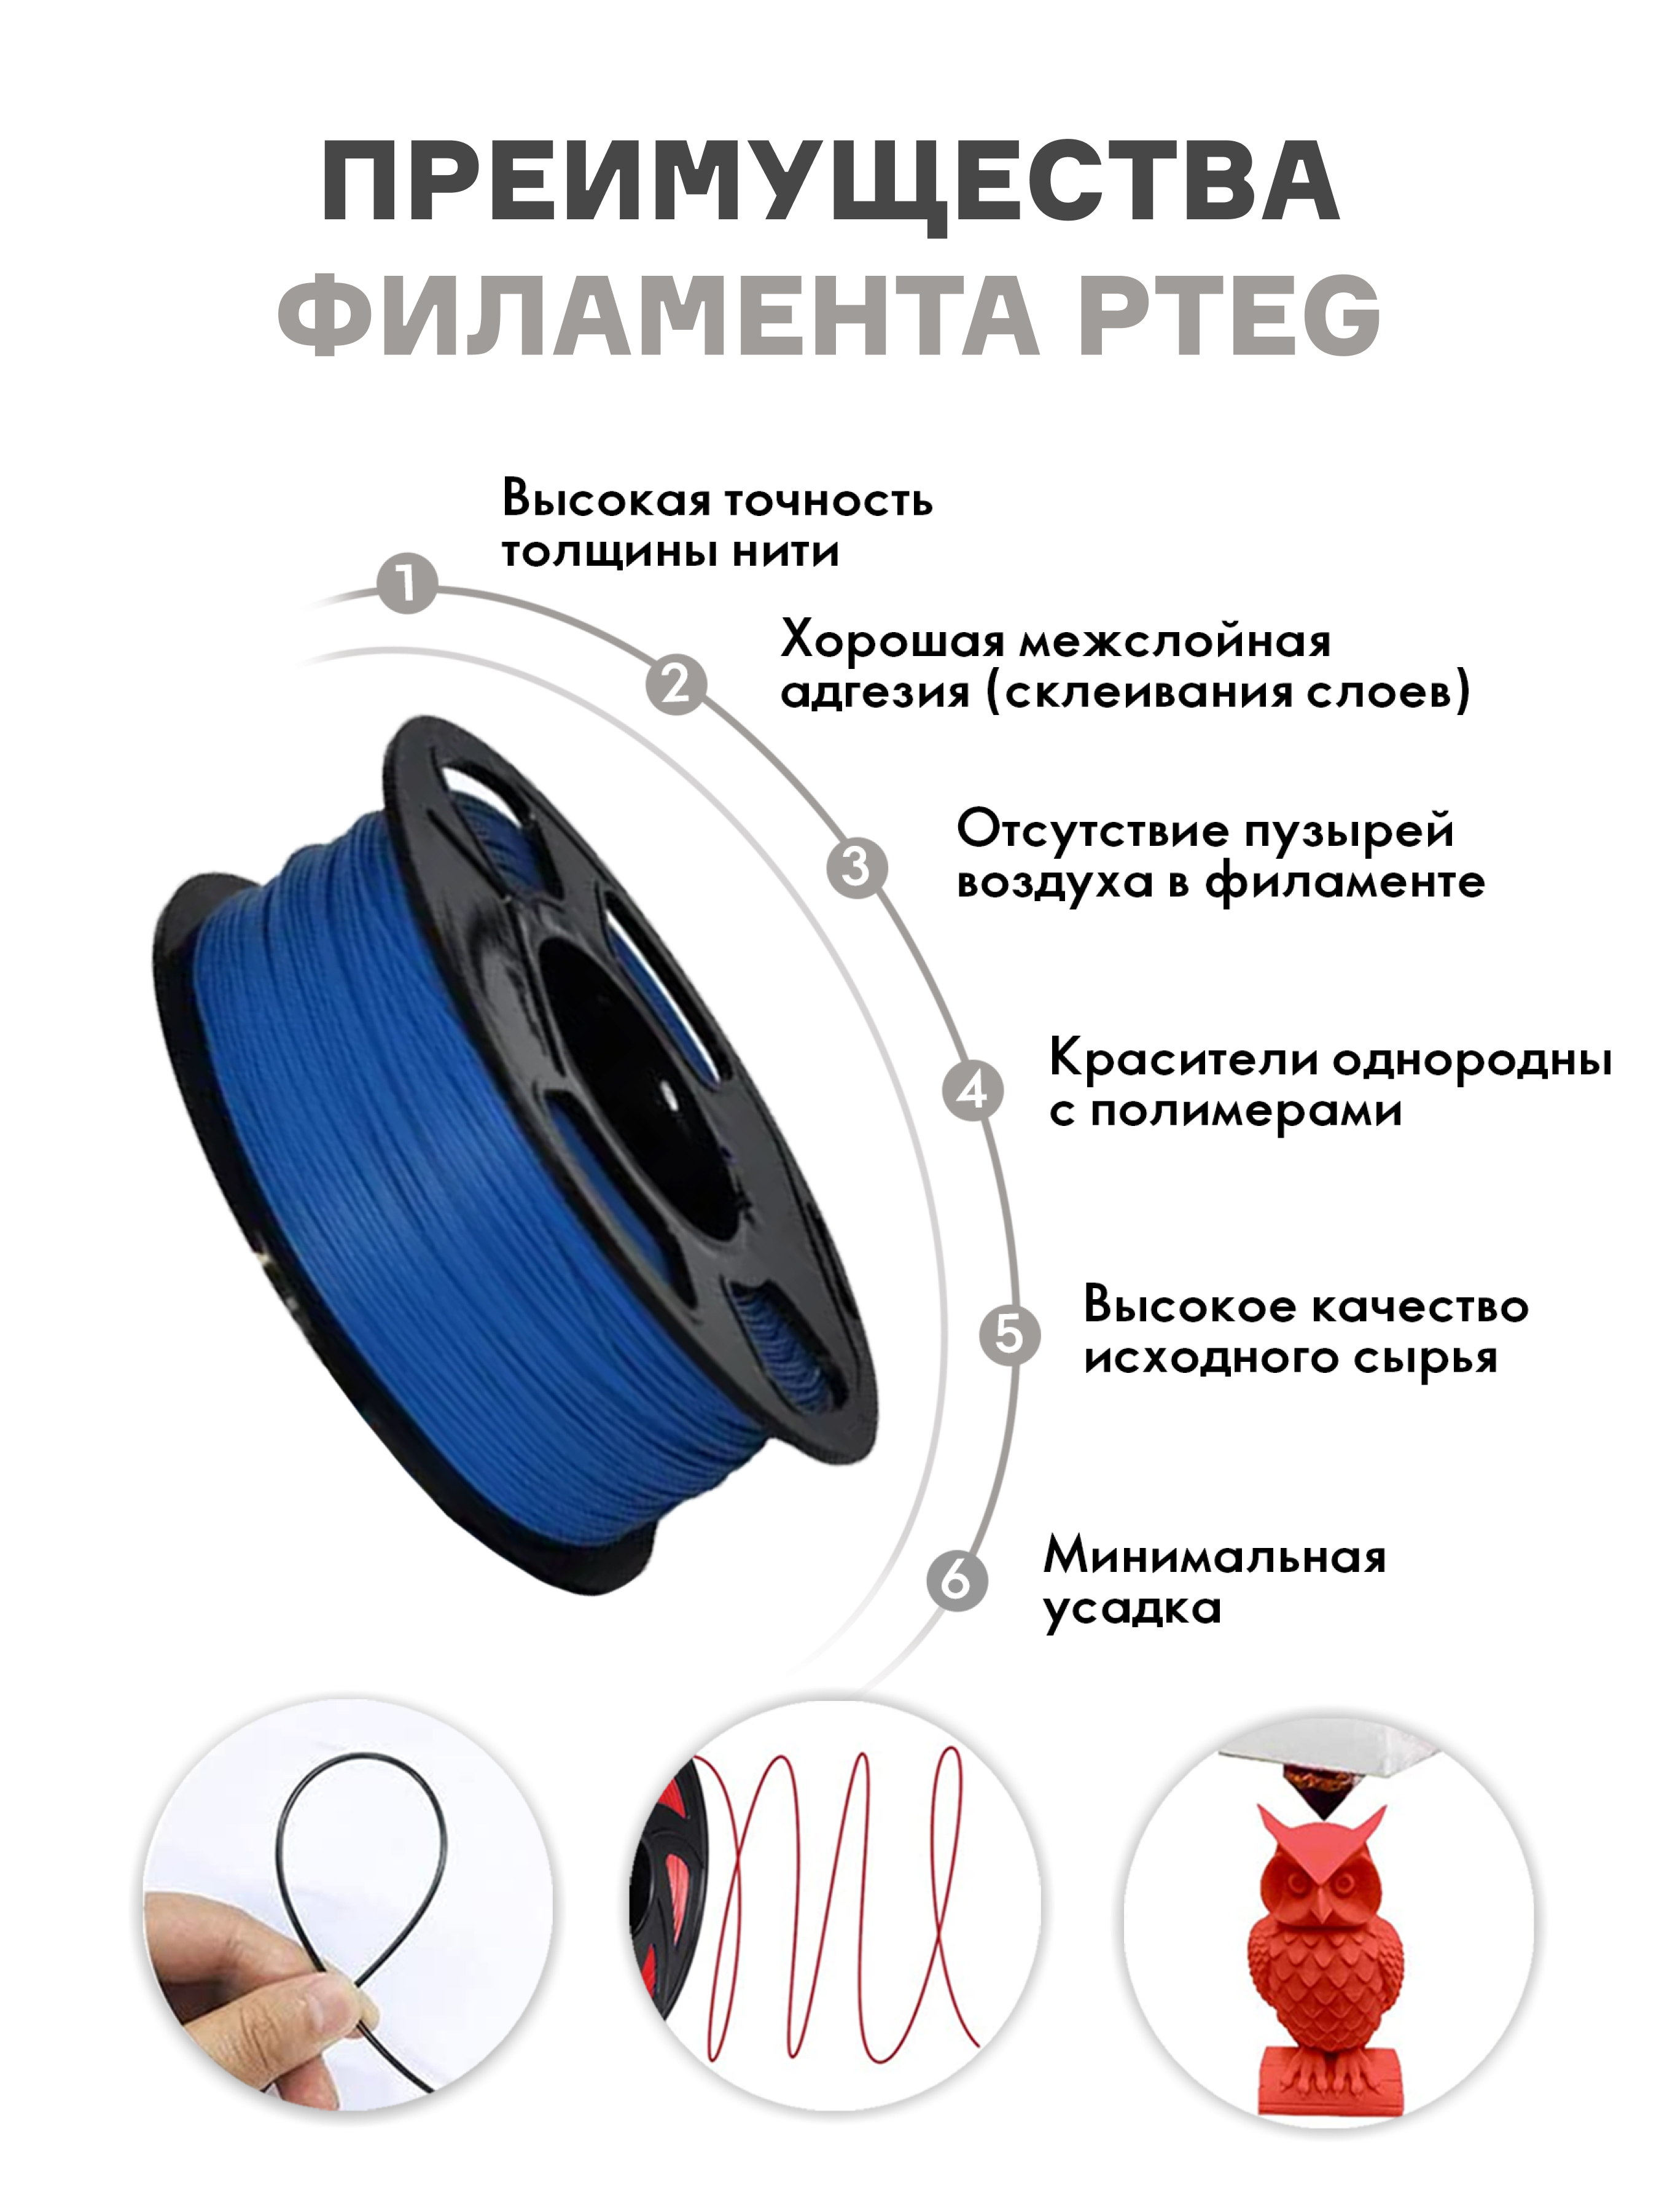 ПРЕИМУЩЕСТВА
ФИЛАМЕНТА PTEG
1
Высокая точность
толщины нити
2
Хорошая межслойная
адгезия (склеивания слоев)
3
Отсутствие пузырей
воздуха в филаменте
4
Красители однородны
с полимерами
5
Высокое качество
исходного сырья
6
Минимальная
усадка